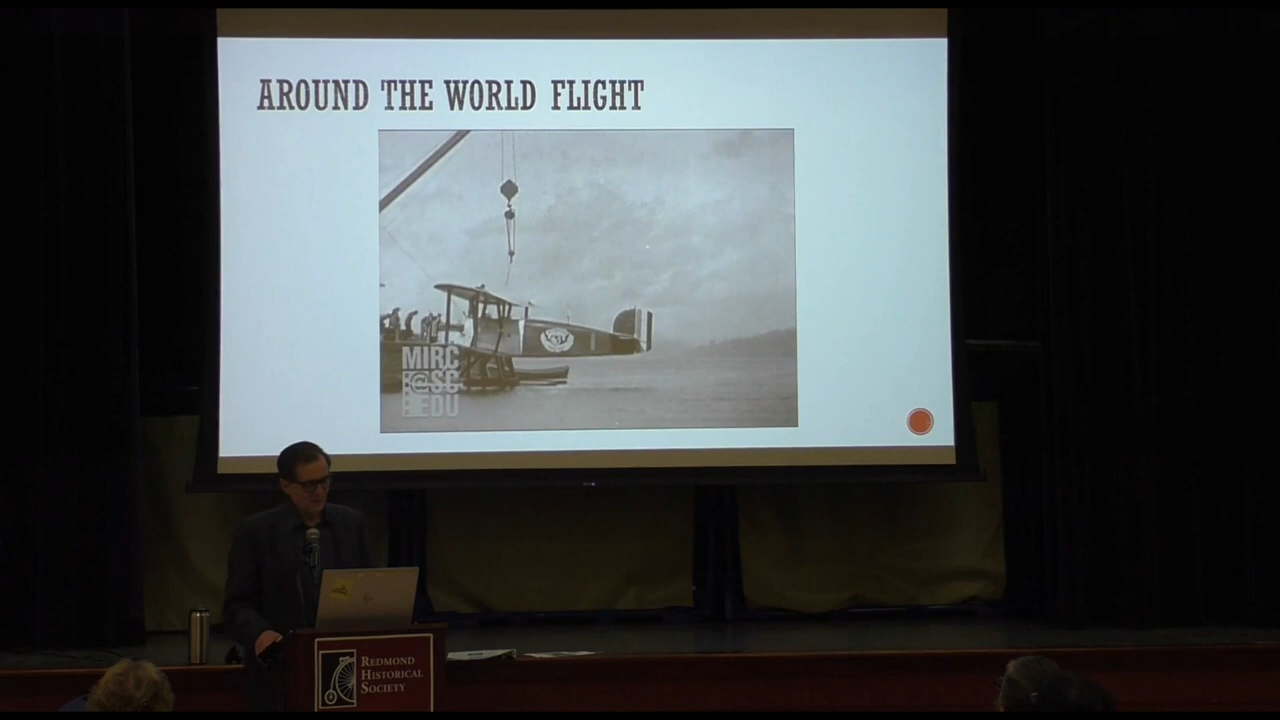 AROUND THE WORLD FLIGHT
MIRC
@SC
EDU
REDMOND
HISTORICAL
SOCIETY